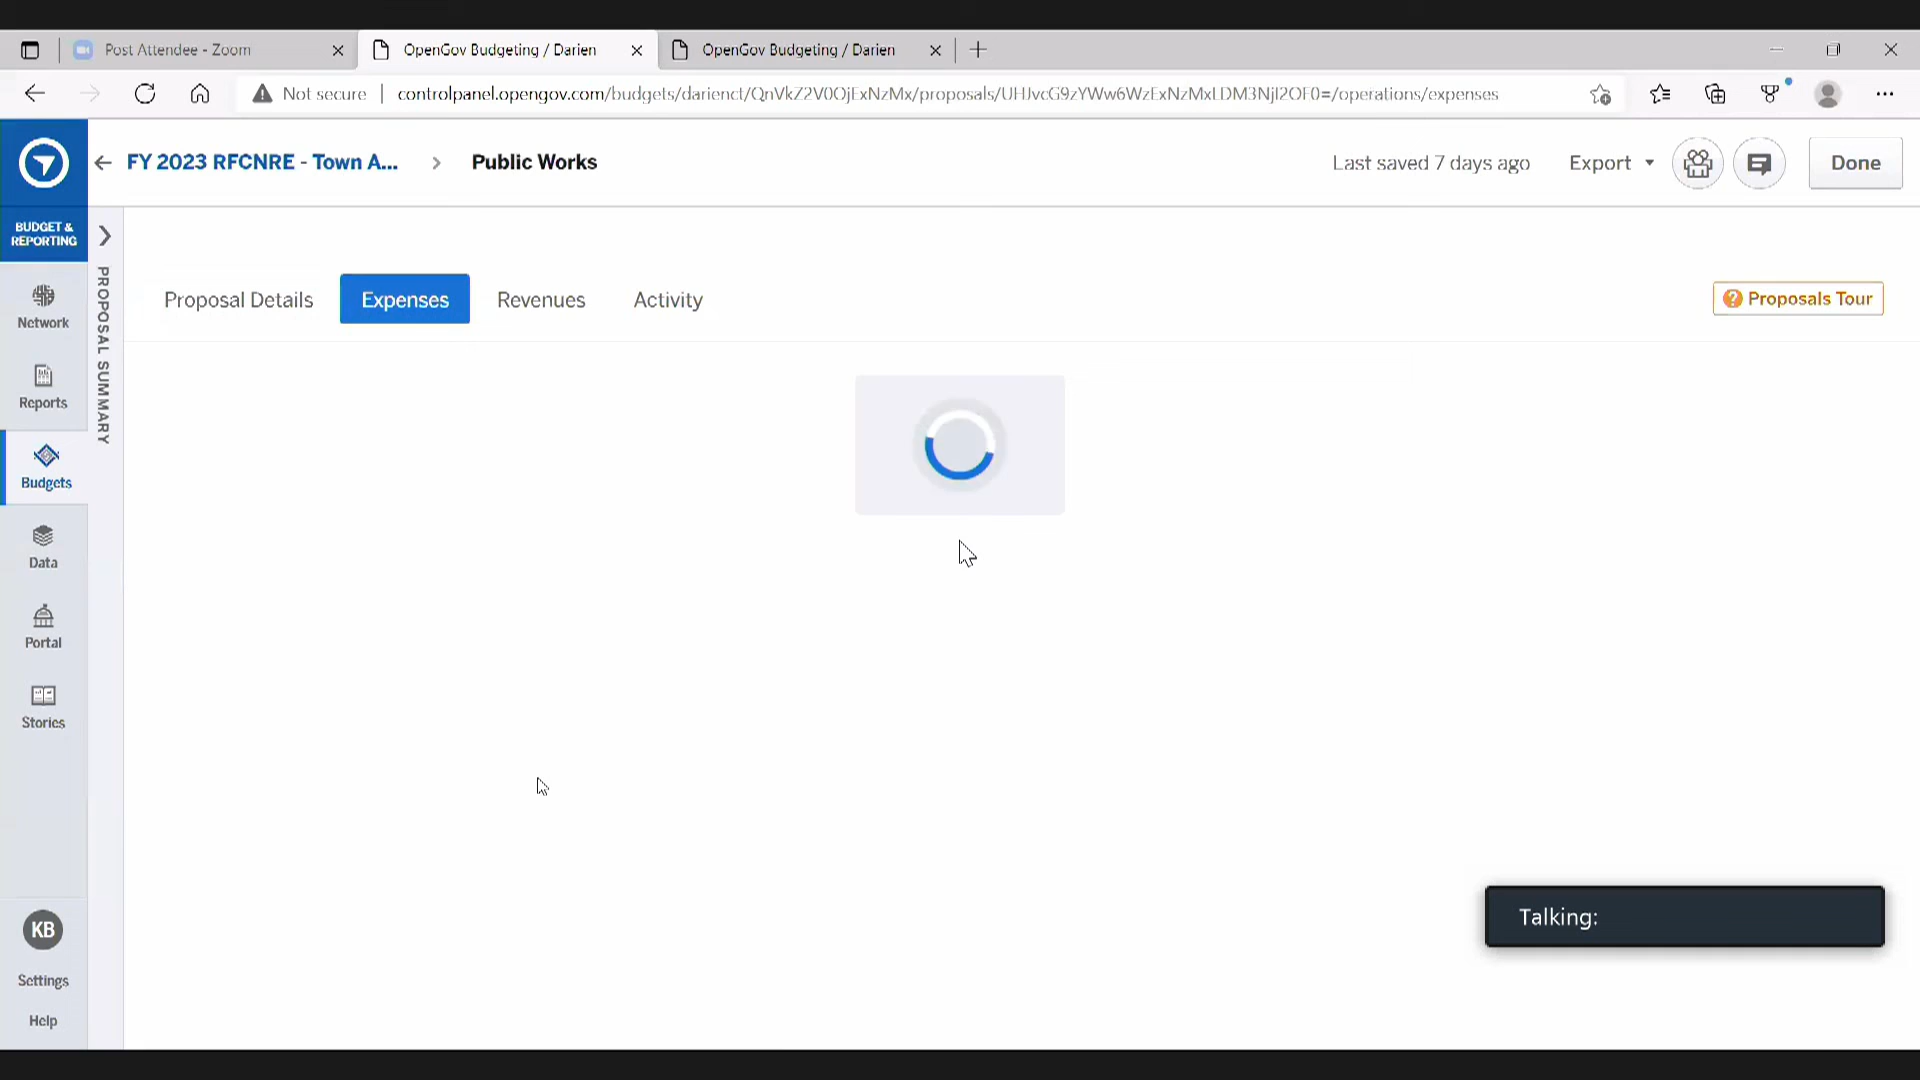 Post Attendee - Zoom
OpenGov Budgeting / Darien
OpenGov Budgeting / Darien
Not secure
controlpanel.opengov.com/budgets/darienct/QnVkZ2V0OjExNzMx/proposals/UHJvcG9zYWw6WzExNzMxLDM3NjI2OF0=/operations/expenses
FY 2023 RFCNRE - Town A...
Public Works
Last saved 7 days ago
Export
Done
BUDGET &
REPORTING
PROPOSAL SUMMARY
Proposal Details
Expenses
Revenues
Activity
Proposals Tour
Network
Reports
Budgets
Data
Portal
Stories
KB
Settings
Help
Talking: